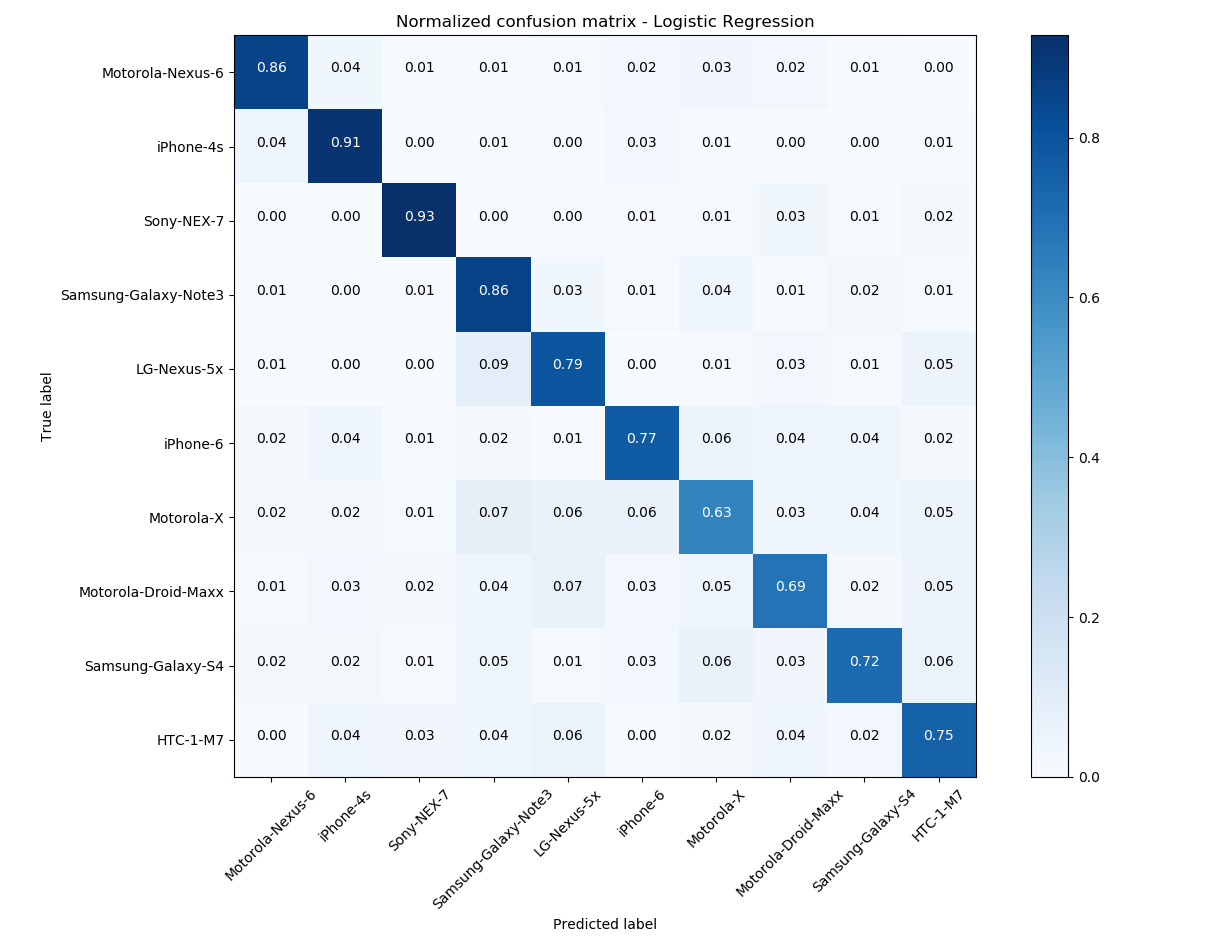 Normalized confusion matrix - Logistic Regression
Motorola-Nexus-6 0.86 0.04 0.01 0.01 0.01 0.02 0.03 0.02 0.01 0.00
iPhone-4s 0.04 0.91 0.00 0.01 0.00 0.03 0.01 0.00 0.00 0.01
Sony-NEX-7 0.00 0.00 0.93 0.00 0.00 0.01 0.01 0.03 0.01 0.02
Samsung-Galaxy-Note3 0.01 0.00 0.01 0.86 0.03 0.01 0.04 0.01 0.02 0.01
LG-Nexus-5x 0.01 0.00 0.00 0.09 0.79 0.00 0.01 0.03 0.01 0.05
iPhone-6 0.02 0.04 0.01 0.02 0.01 0.77 0.06 0.04 0.04 0.02
Motorola-X 0.02 0.02 0.01 0.07 0.06 0.06 0.63 0.03 0.04 0.05
Motorola-Droid-Maxx 0.01 0.03 0.02 0.04 0.07 0.03 0.05 0.69 0.02 0.05
Samsung-Galaxy-S4 0.02 0.02 0.01 0.05 0.01 0.03 0.06 0.03 0.72 0.06
HTC-1-M7 0.00 0.04 0.03 0.04 0.06 0.00 0.02 0.04 0.02 0.75
True label
Motorola-Nexus-6
iPhone-4s
Sony-NEX-7
Samsung-Galaxy-Note3
LG-Nexus-5x
iPhone-6
Motorola-X
Motorola-Droid-Maxx
Samsung-Galaxy-S4
HTC-1-M7
Predicted label
0.8
0.6
0.4
0.2
0.0